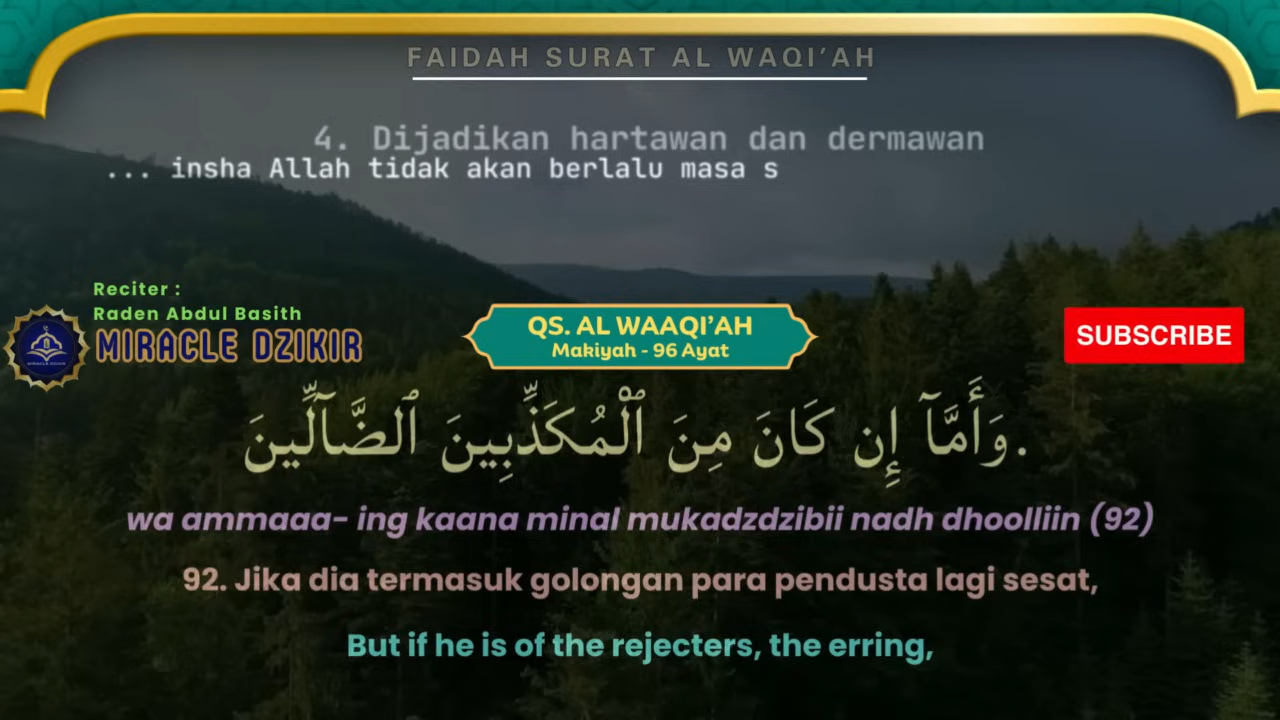 FAIDAH SURAT AL WAQI’AH
4. Dijadikan hartawan dan dermawan
... insha Allah tidak akan berlalu masa s
Reciter :
Raden Abdul Basith
MIRACLE DZIKIR
QS. AL WAAQI’AH
Makiyah - 96 Ayat
SUBSCRIBE
وَأَمَّآ إِن كَانَ مِنَ ٱلْمُكَذِّبِينَ ٱلضَّآلِّينَ.
wa ammaaa- ing kaana minal mukadzdzibii nadh dhoolliin (92)
92. Jika dia termasuk golongan para pendusta lagi sesat,
But if he is of the rejecters, the erring,